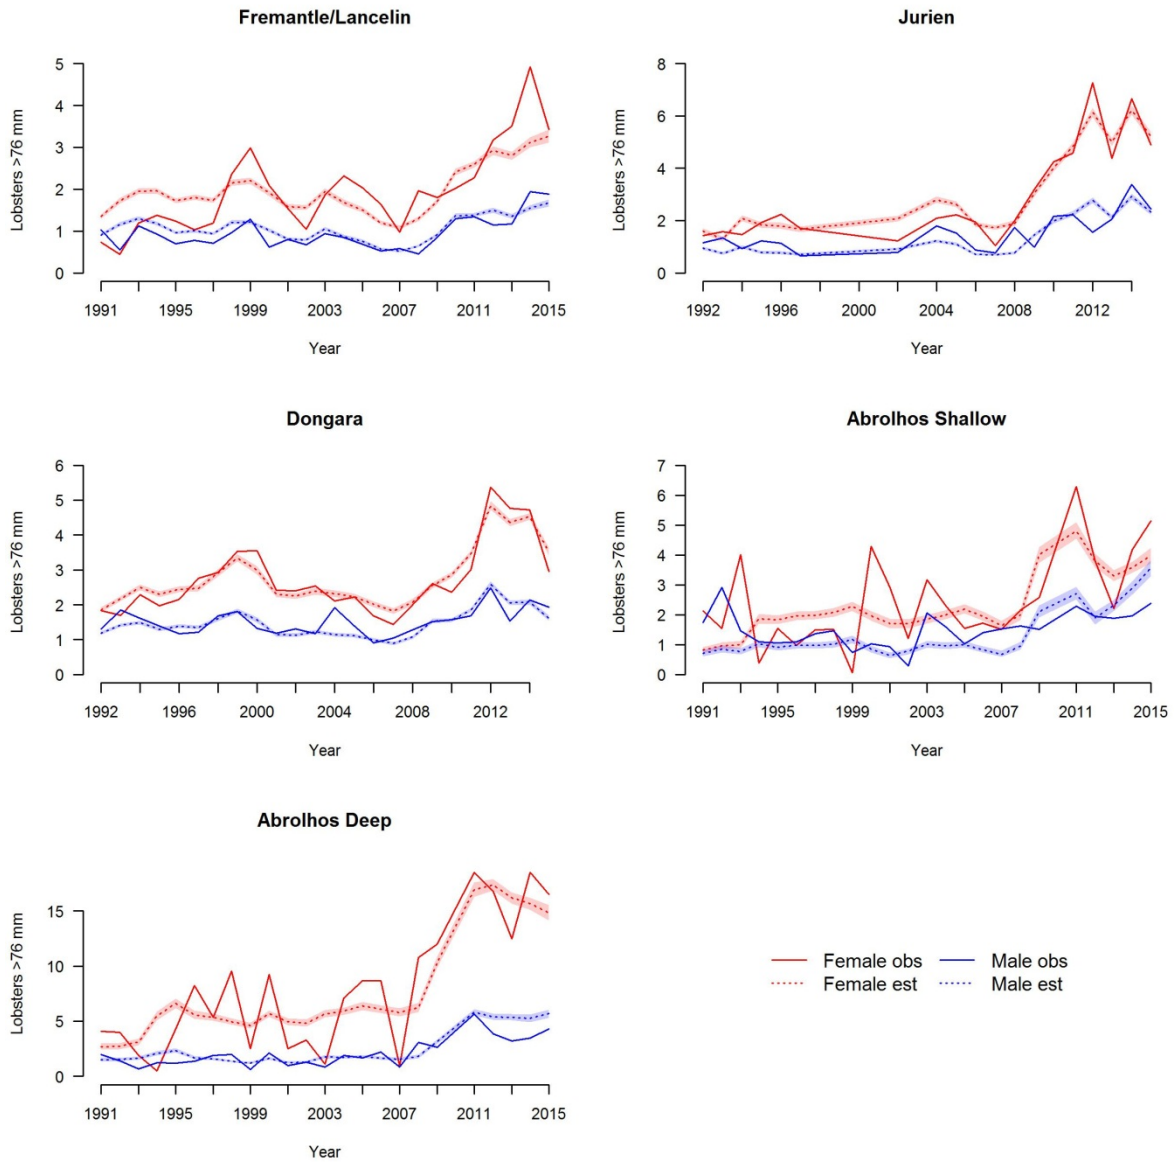 Fremantle/Lancelin
Lobsters >76 mm
5
4
3
2
1
0
1991 1995 1999 2003 2007 2011 2015
Year
Jurien
Lobsters >76 mm
8
6
4
2
0
1992 1996 2000 2004 2008 2012
Year
Dongara
Lobsters >76 mm
6
5
4
3
2
1
0
1992 1996 2000 2004 2008 2012
Year
Abrolhos Shallow
Lobsters >76 mm
7
6
5
4
3
2
1
0
1991 1995 1999 2003 2007 2011 2015
Year
Abrolhos Deep
Lobsters >76 mm
15
10
5
0
1991 1995 1999 2003 2007 2011 2015
Year
Female obs Male obs
Female est Male est